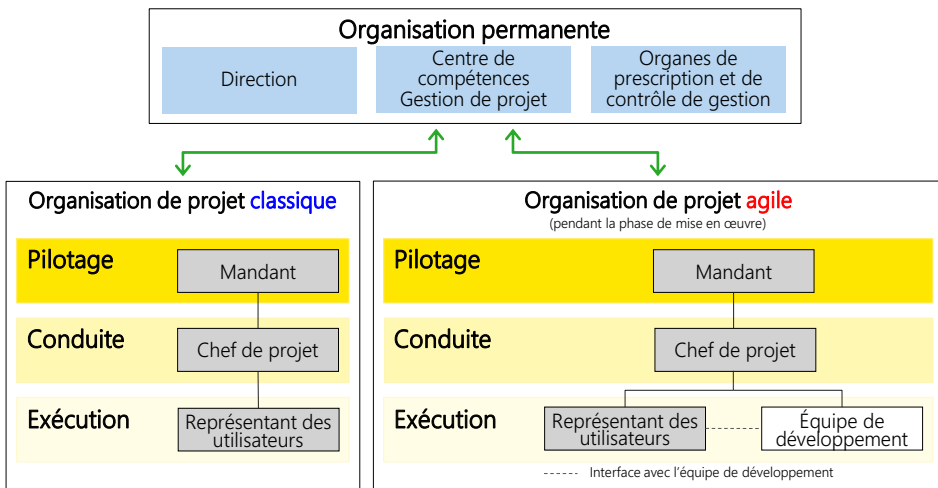 Organisation permanente
Direction
Centre de
compétences
Gestion de projet
Organes de
prescription et de
contrôle de gestion
Organisation de projet classique
Pilotage
Mandant
Conduite
Chef de projet
Exécution
Représentant des
utilisateurs
Organisation de projet agile
(pendant la phase de mise en œuvre)
Pilotage
Mandant
Conduite
Chef de projet
Exécution
Représentant des
utilisateurs
Équipe de
développement
Interface avec l'équipe de développement